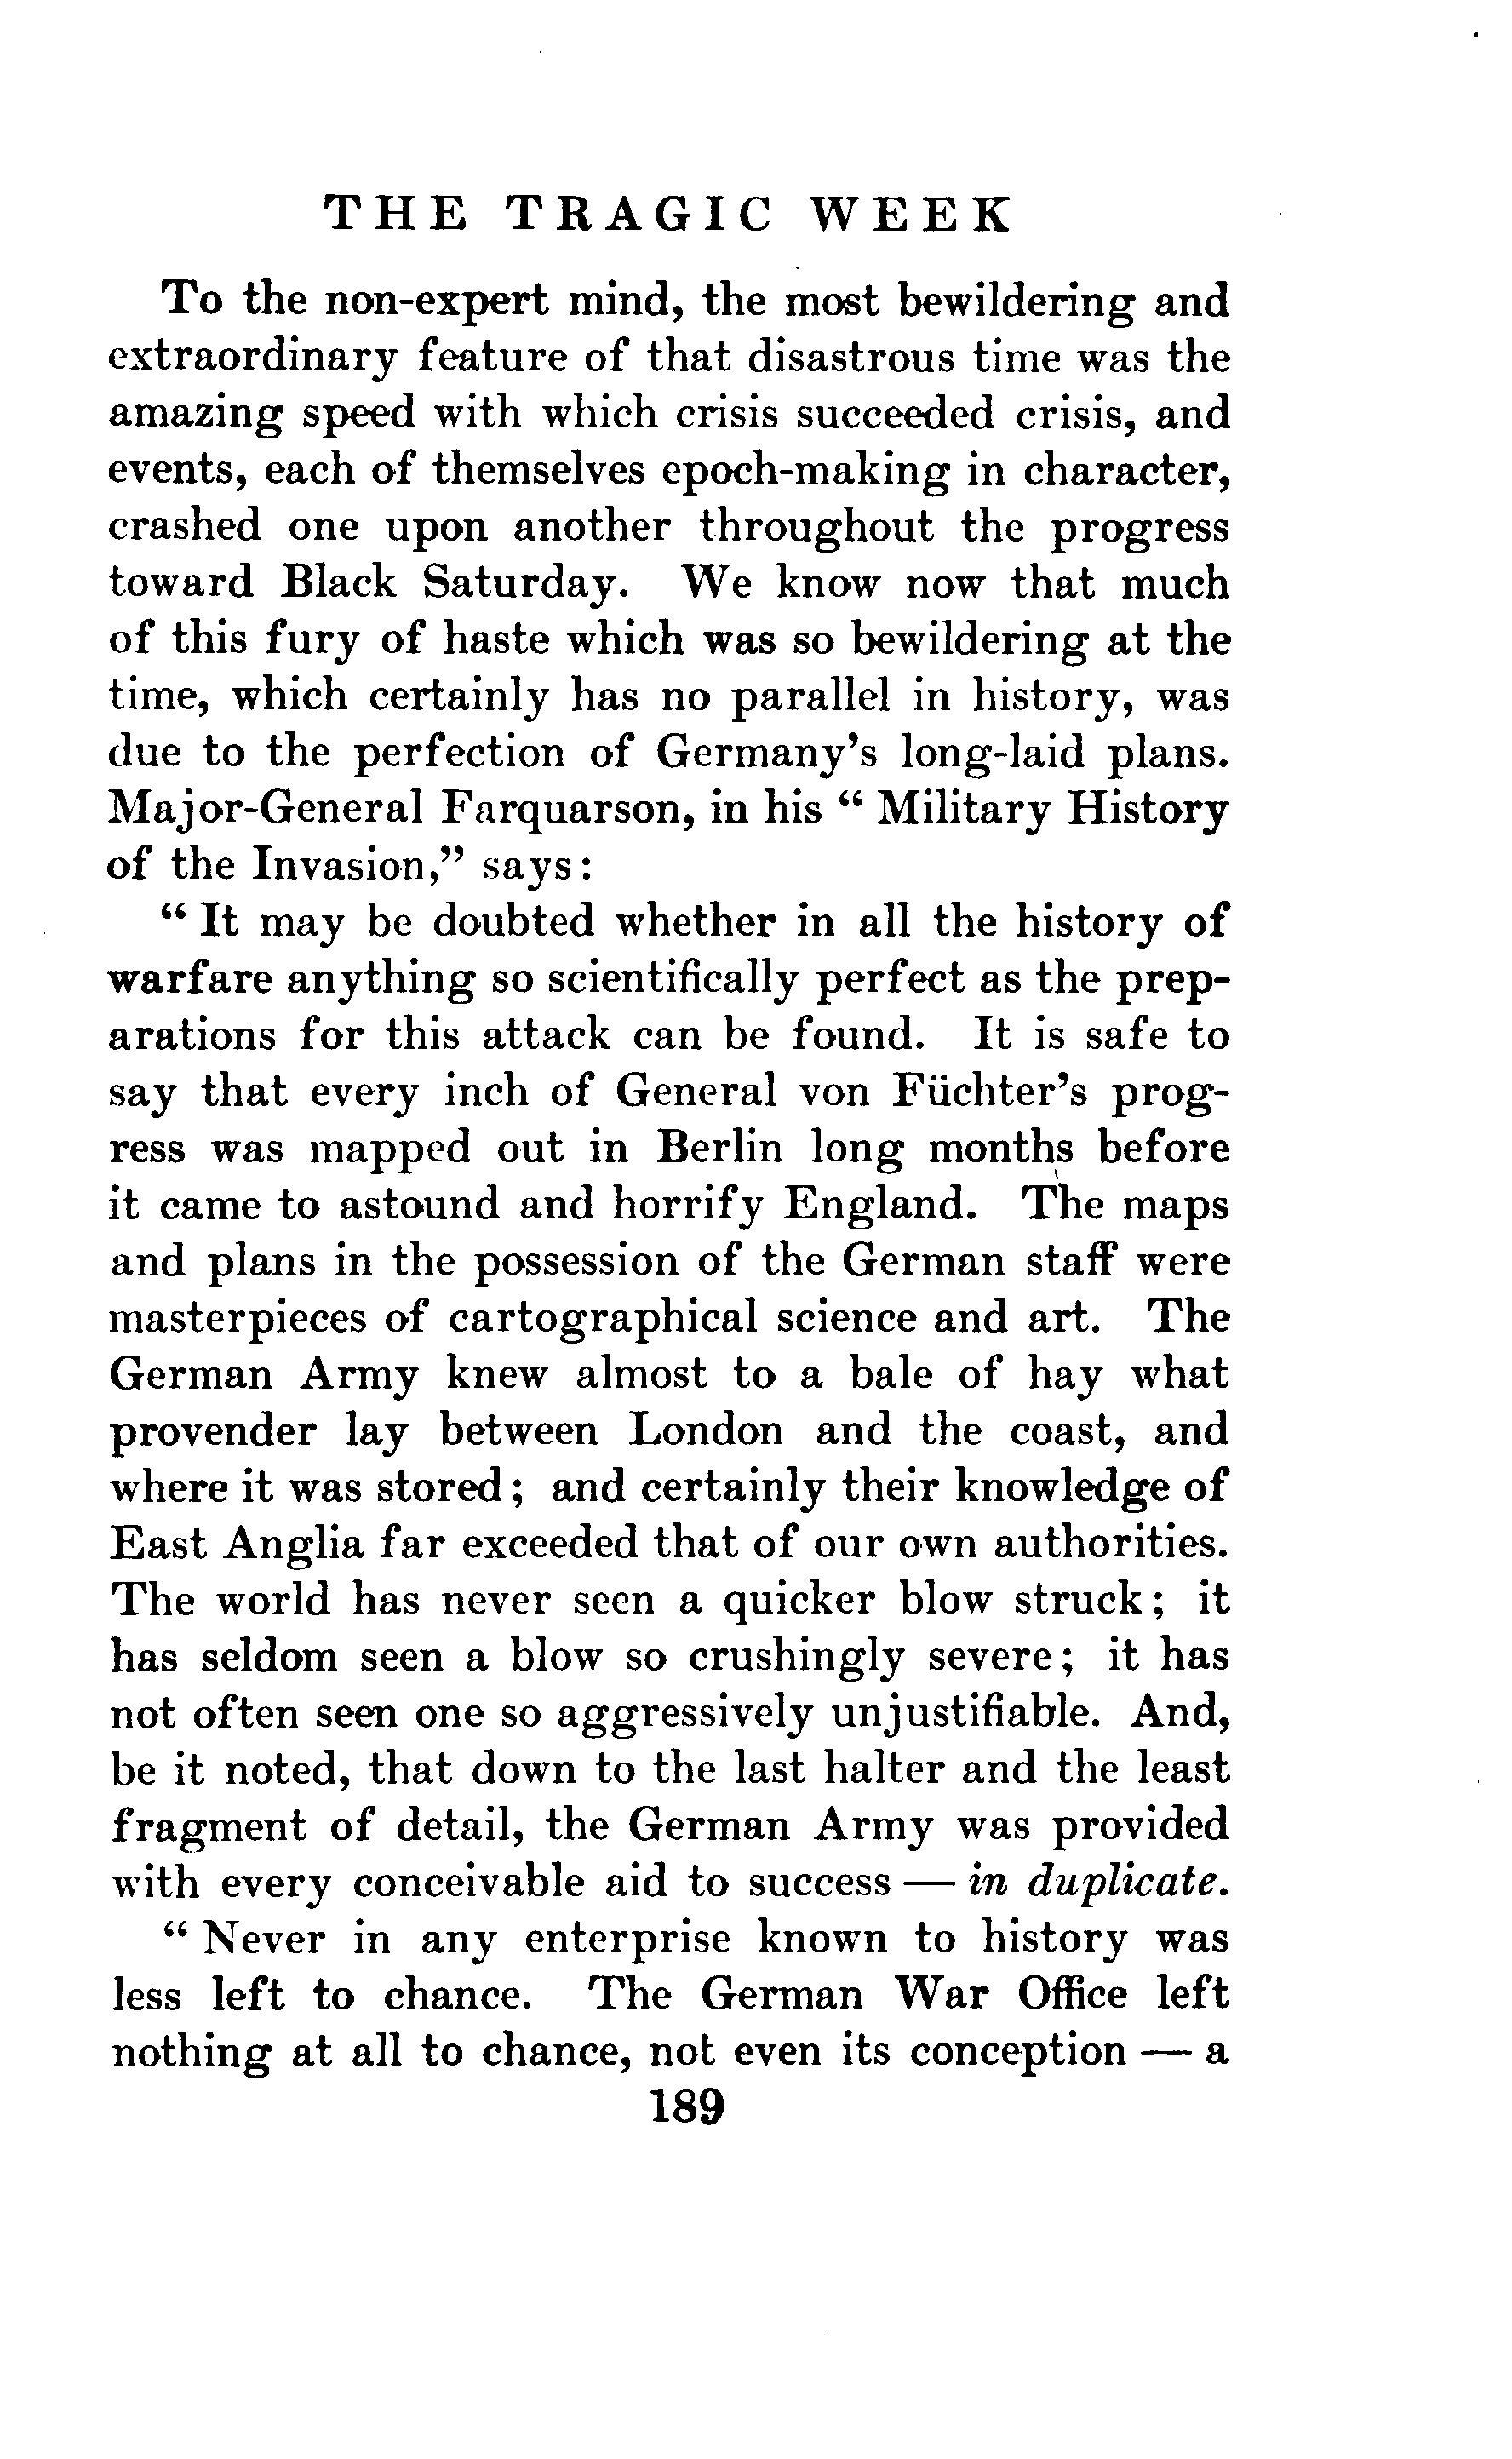 THE TRAGIC WEEK
To the non-expert mind, the most bewildering and
extraordinary feature of that disastrous time was the
amazing speed with which crisis succeeded crisis, and
events, each of themselves epoch-making in character,
crashed one upon another throughout the progress
toward Black Saturday. We know now that much
of this fury of haste which was so bewildering at the
time, which certainly has no parallel in history, was
due to the perfection of Germany's long-laid plans.
Major-General Farquarson, in his “ Military History
of the Invasion,” says:
“ It may be doubted whether in all the history of
warfare anything so scientifically perfect as the prep-
arations for this attack can be found. It is safe to
say that every inch of General von Füchter's prog-
ress was mapped out in Berlin long months before
it came to astound and horrify England. The maps
and plans in the possession of the German staff were
masterpieces of cartographical science and art. The
German Army knew almost to a bale of hay what
provender lay between London and the coast, and
where it was stored; and certainly their knowledge of
East Anglia far exceeded that of our own authorities.
The world has never seen a quicker blow struck; it
has seldom seen a blow so crushingly severe; it has
not often seen one so aggressively unjustifiable. And,
be it noted, that down to the last halter and the least
fragment of detail, the German Army was provided
with every conceivable aid to success — in duplicate.
“ Never in any enterprise known to history was
less left to chance. The German War Office left
nothing at all to chance, not even its conception — a
189